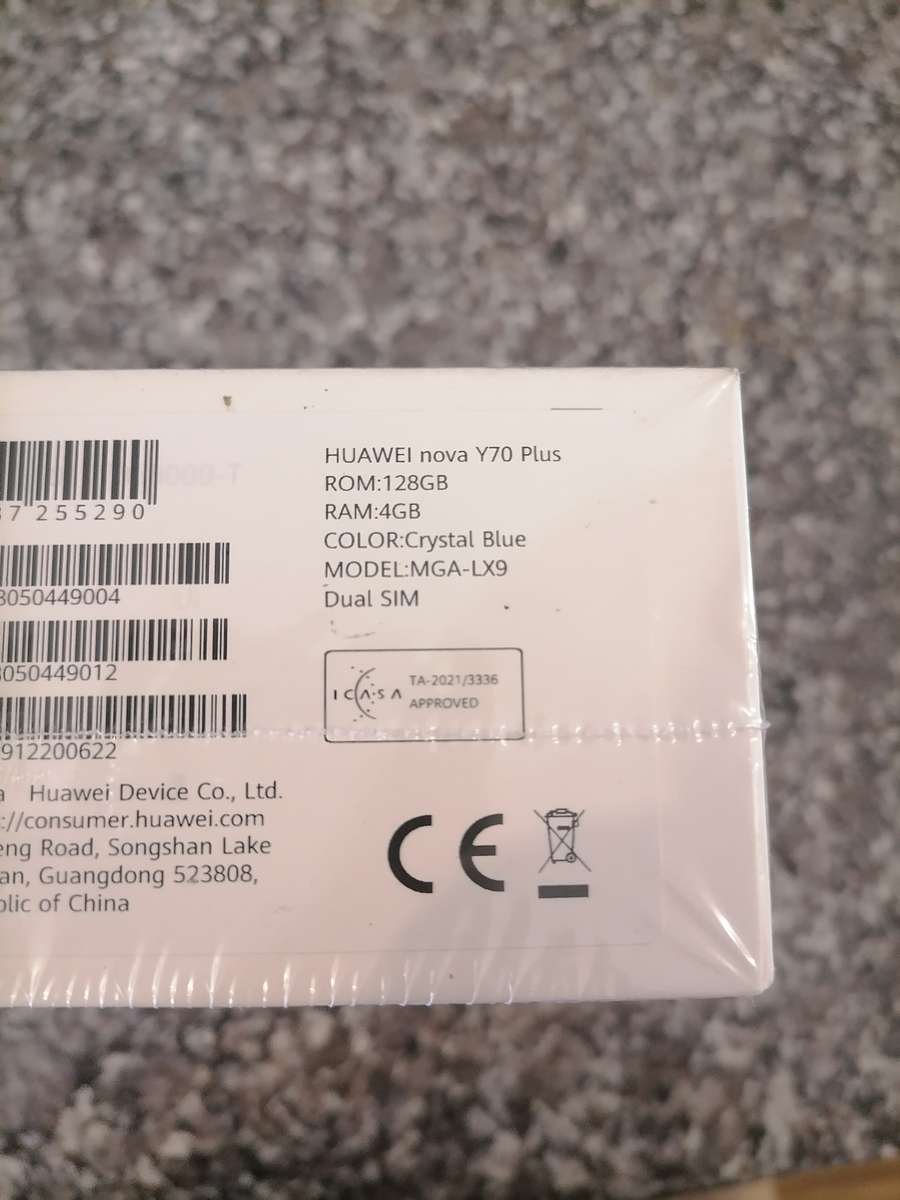 7 255290
3050449004
050449012
912200622
a Huawei Device Co., Ltd.
://consumer.huawei.com
eng Road, Songshan Lake
an, Guangdong 523808,
blic of China
HUAWEI nova Y70 Plus
ROM:128GB
RAM:4GB
COLOR:Crystal Blue
MODEL:MGA-LX9
Dual SIM
ICASA
TA-2021/3336
APPROVED
CE